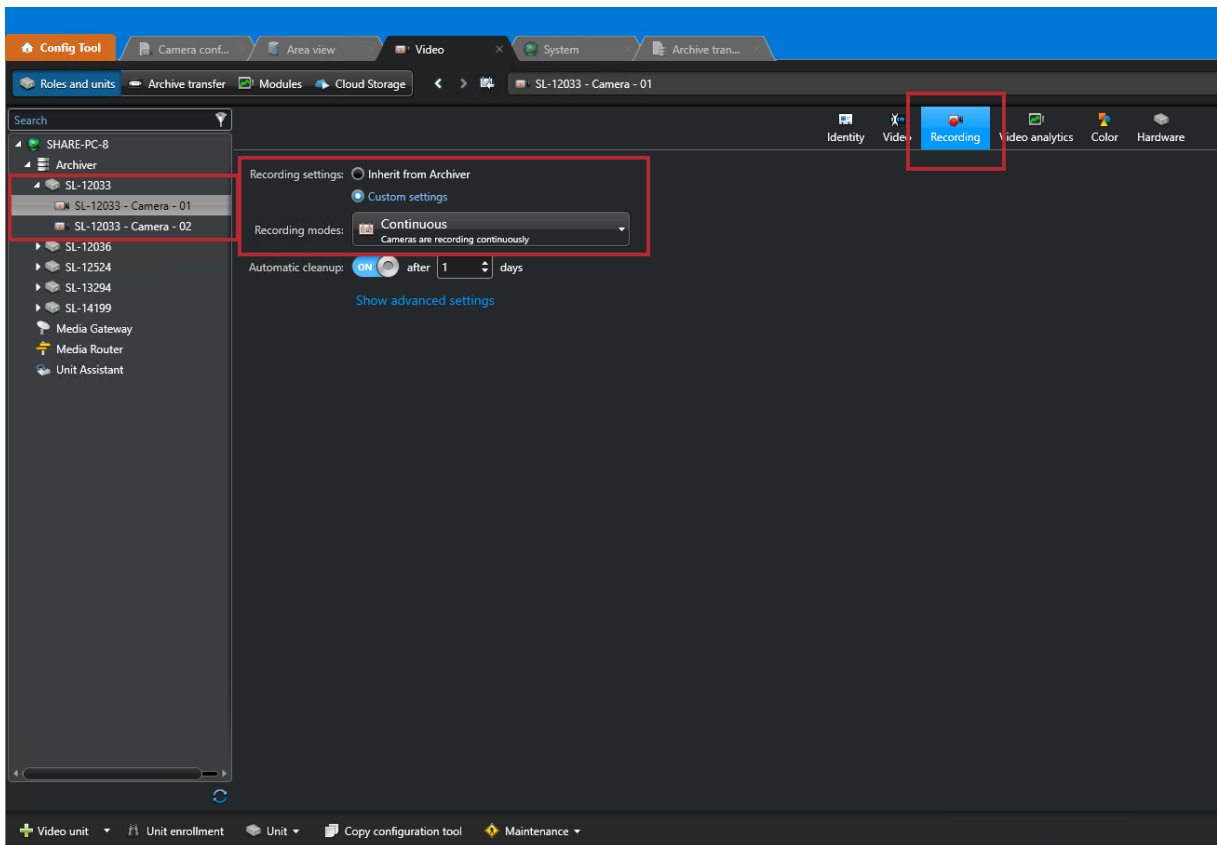 Config Tool
Camera conf...
Area view
Video
System
Archive tran...
Roles and units
Archive transfer
Modules
Cloud Storage
SL-12033 - Camera - 01
Search
Identity
Video
Recording
Video analytics
Color
Hardware
SHARE-PC-8
Archiver
SL-12033
SL-12033 - Camera - 01
SL-12033 - Camera - 02
SL-12036
SL-12524
SL-13294
SL-14199
Media Gateway
Media Router
Unit Assistant
Recording settings:
Inherit from Archiver
Custom settings
Recording modes:
Continuous
Cameras are recording continuously
Automatic cleanup: ON after 1 days
Show advanced settings
Video unit
Unit enrollment
Unit
Copy configuration tool
Maintenance